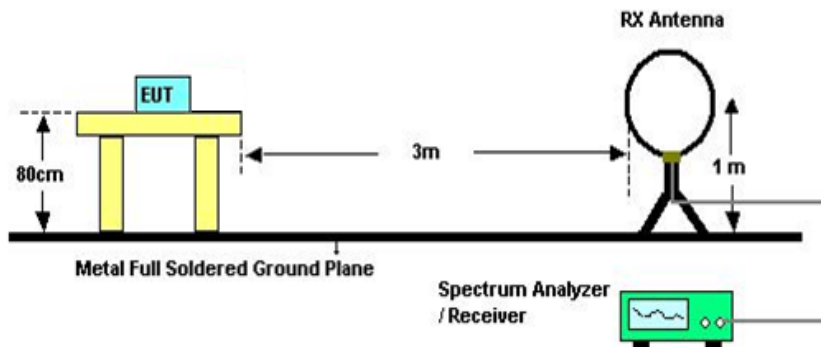 RX Antenna
EUT
80cm
3m
1 m
Metal Full Soldered Ground Plane
Spectrum Analyzer
/ Receiver